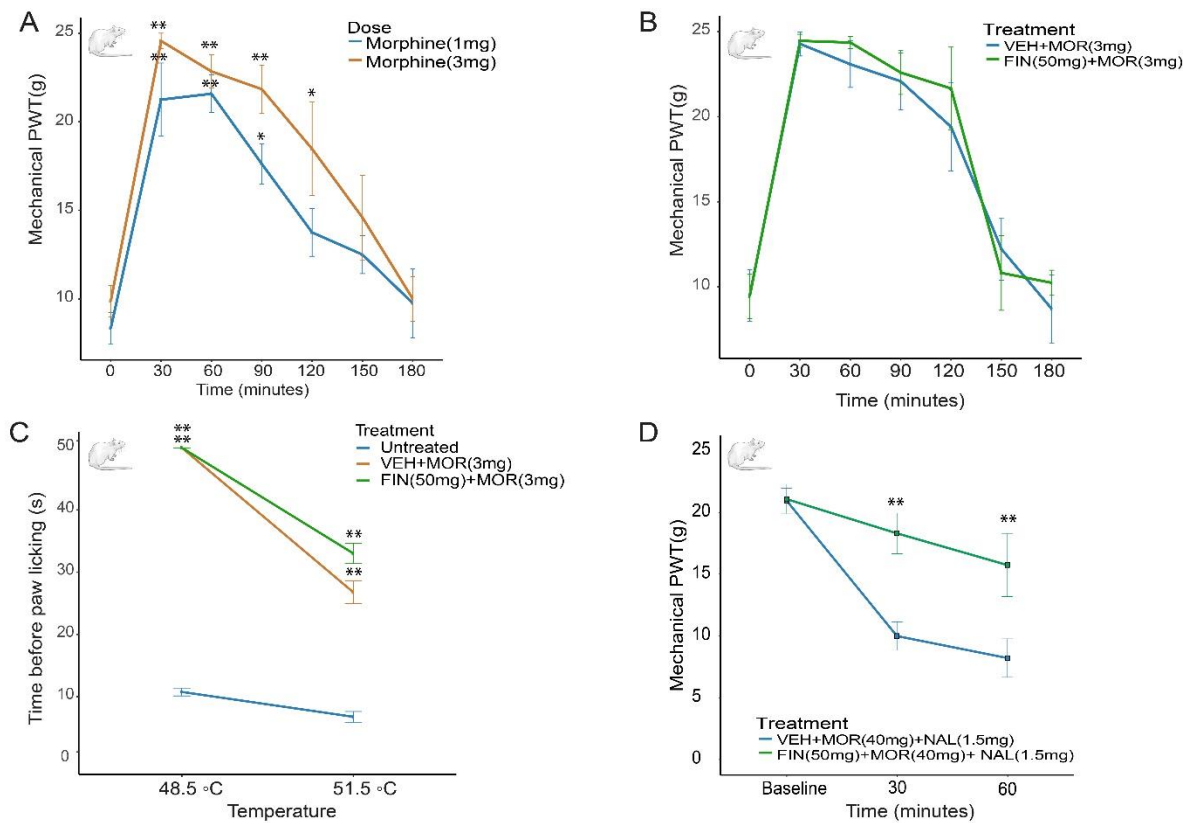 A
Dose
Morphine(1mg)
Morphine(3mg)
Mechanical PWT(g)
25
20
15
10
**
**
**
**
**
*
*
0 30 60 90 120 150 180
Time (minutes)
B
Treatment
VEH+MOR(3mg)
FIN(50mg)+MOR(3mg)
Mechanical PWT(g)
25
20
15
10
0 30 60 90 120 150 180
Time (minutes)
C
Treatment
Untreated
VEH+MOR(3mg)
FIN(50mg)+MOR(3mg)
Time before paw licking (s)
50
40
30
20
10
0
**
**
**
**
48.5 °C 51.5 °C
Temperature
D
Mechanical PWT(g)
25
20
15
10
5
0
**
**
Treatment
VEH+MOR(40mg)+NAL(1.5mg)
FIN(50mg)+MOR(40mg)+ NAL(1.5mg)
Baseline 30 60
Time (minutes)